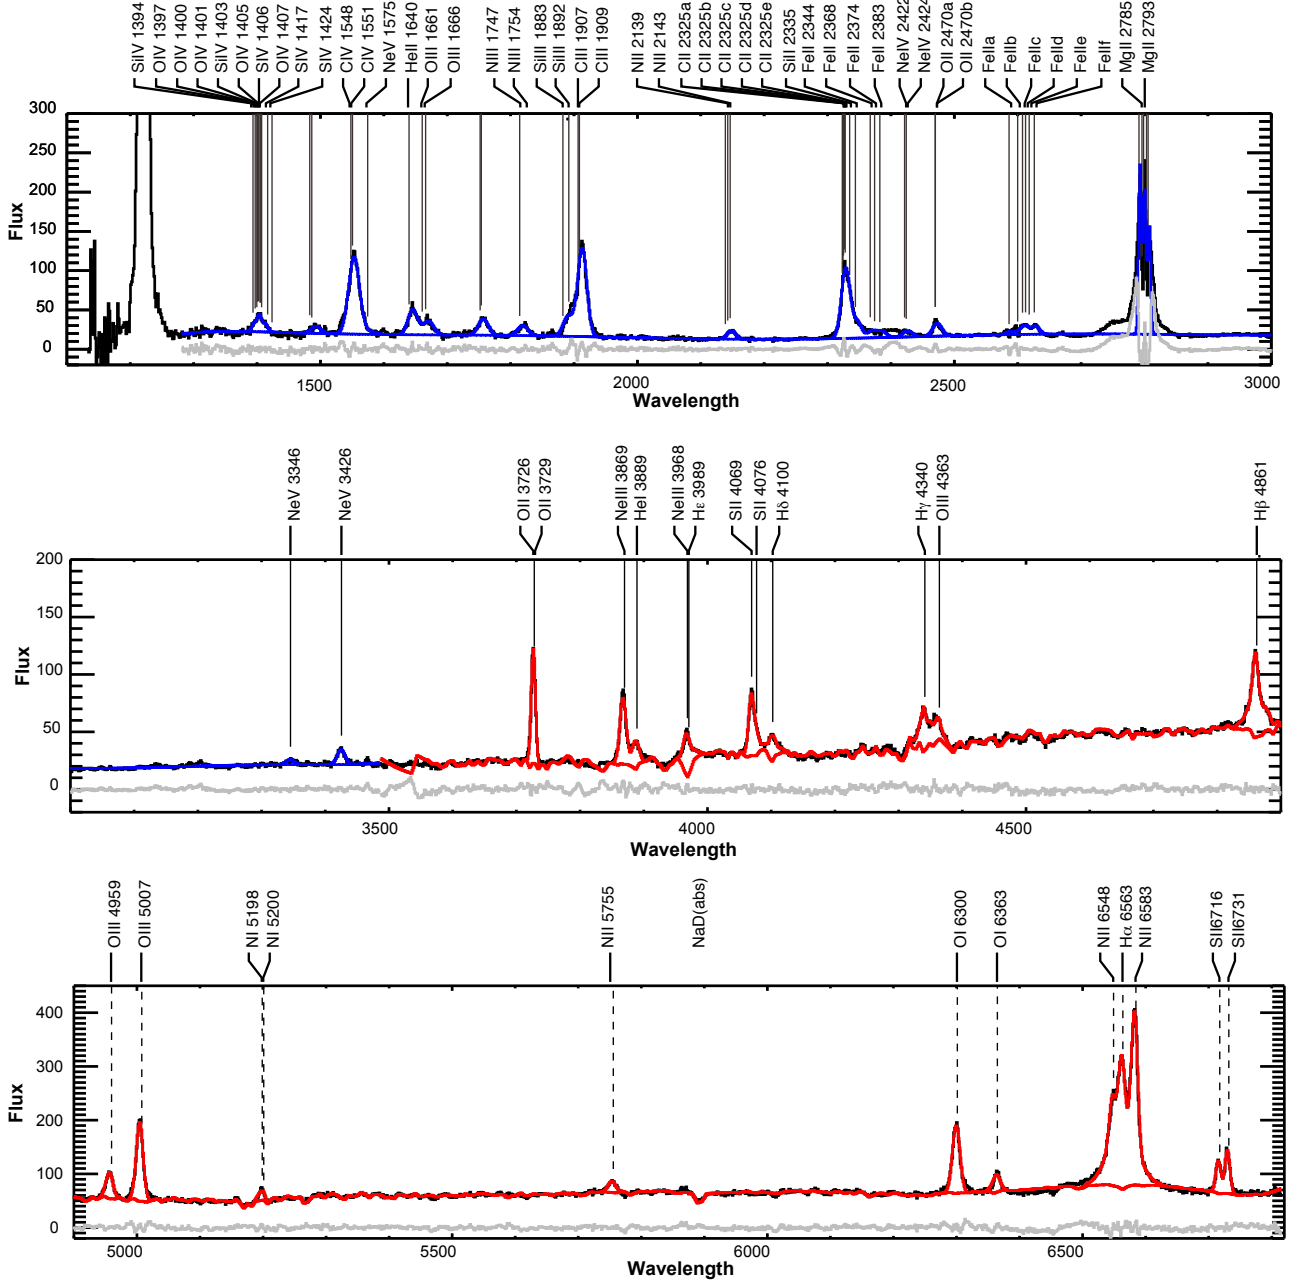 SiIV 1394
OIV 1397
OIV 1400
OIV 1401
SiIV 1403
OIV 1405
SIV 1406
OIV 1407
SIV 1417
SIV 1424
CIV 1548
CIV 1551
NeV 1575
HeII 1640
OIII 1661
OIII 1666
NIII 1747
NIII 1754
SiIII 1883
SiIII 1892
CIII 1907
CIII 1909
NII 2139
NII 2143
CII 2325a
CII 2325b
CII 2325c
CII 2325d
CII 2325e
SiII 2335
FeII 2344
FeII 2368
FeII 2374
FeII 2383
NeIV 2422
NeIV 2424
OII 2470a
OII 2470b
FeIIa
FeIIb
FeIIc
FeIId
FeIIe
FeIIf
MgII 2785
MgII 2793
300
250
200
150
100
50
0
Flux
1500
2000
2500
3000
Wavelength
NeV 3346
NeV 3426
OII 3726
OII 3729
NeIII 3869
HeI 3889
NeIII 3968
Hε 3989
SII 4069
SII 4076
Hδ 4100
Hγ 4340
OIII 4363
Hβ 4861
200
150
100
50
0
Flux
3500
4000
4500
Wavelength
OIII 4959
OIII 5007
NI 5198
NI 5200
NII 5755
NaD(abs)
OI 6300
OI 6363
NII 6548
Hα 6563
NII 6583
SII6716
SII6731
400
300
200
100
0
Flux
5000
5500
6000
6500
Wavelength